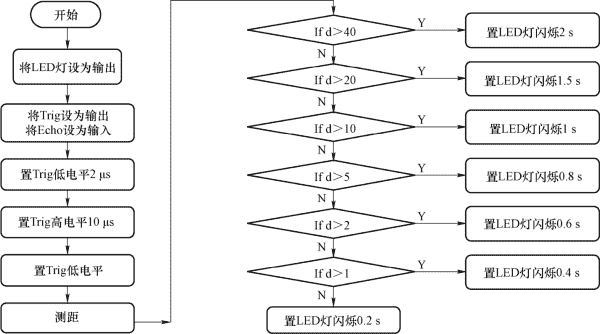 开始
将LED灯设为输出
将Trig设为输出
将Echo设为输入
置Trig低电平2 μs
置Trig高电平10 μs
置Trig低电平
测距
If d＞40
Y
置LED灯闪烁2 s
N
If d＞20
Y
置LED灯闪烁1.5 s
N
If d＞10
Y
置LED灯闪烁1 s
N
If d＞5
Y
置LED灯闪烁0.8 s
N
If d＞2
Y
置LED灯闪烁0.6 s
N
If d＞1
Y
置LED灯闪烁0.4 s
N
置LED灯闪烁0.2 s